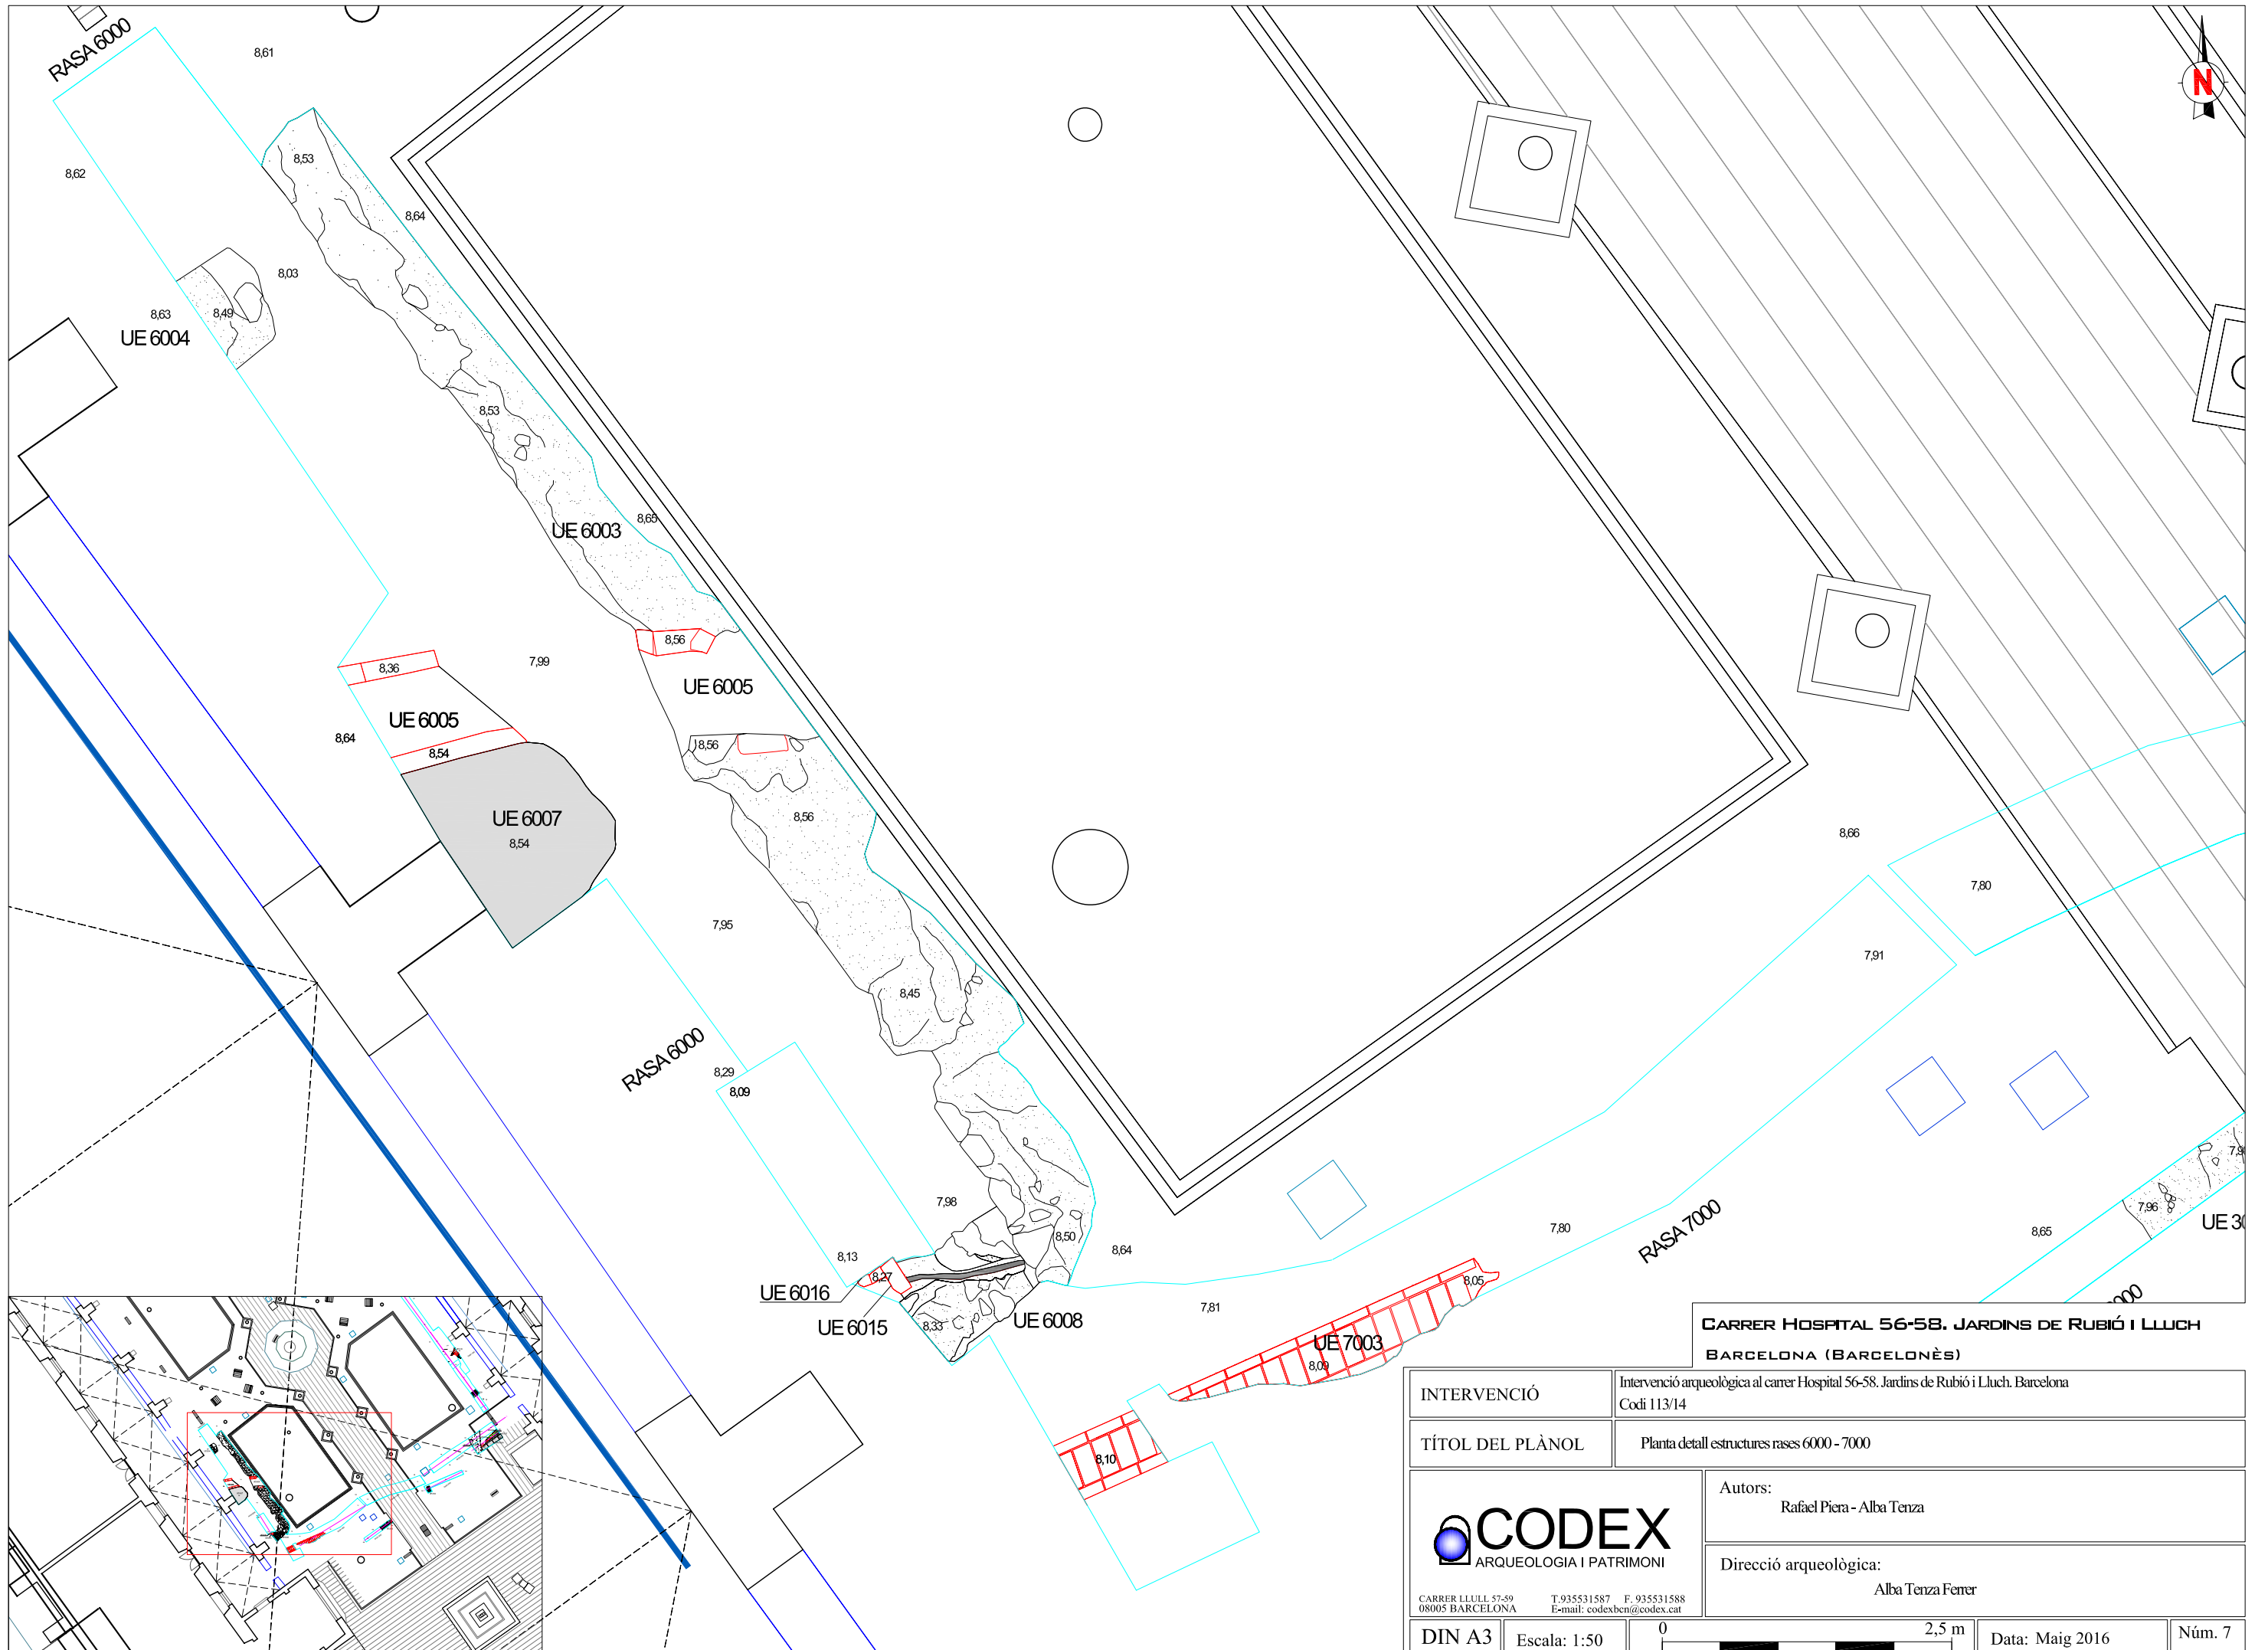 RASA 6000
8,61
8,62
8,53
8,64
8,03
8,63
8,49
UE 6004
8,53
UE 6003
8,65
8,56
8,36
7,99
UE 6005
UE 6005
8,64
8,54
8,56
UE 6007
8,54
8,56
7,95
8,66
7,80
7,91
8,45
RASA 6000
8,29
8,09
7,98
8,50
8,64
8,13
8,27
UE 6016
UE 6015
8,33
UE 6008
7,81
7,80
RASA 7000
8,05
UE 7003
8,09
8,10
8,65
7,96
UE 30
N
CARRER HOSPITAL 56-58. JARDINS DE RUBIÓ I LLUCH
BARCELONA (BARCELONÈS)
INTERVENCIÓ
Intervenció arqueològica al carrer Hospital 56-58. Jardins de Rubió i Lluch. Barcelona
Codi 113/14
TÍTOL DEL PLÀNOL
Planta detall estructures rases 6000 - 7000
CODEX
ARQUEOLOGIA I PATRIMONI
CARRER LLULL 57-59 T.935531587 F. 935531588
08005 BARCELONA E-mail: codexbcn@codex.cat
Autors:
Rafael Piera - Alba Tenza
Direcció arqueològica:
Alba Tenza Ferrer
DIN A3
Escala: 1:50
0 2,5 m
Data: Maig 2016
Núm. 7